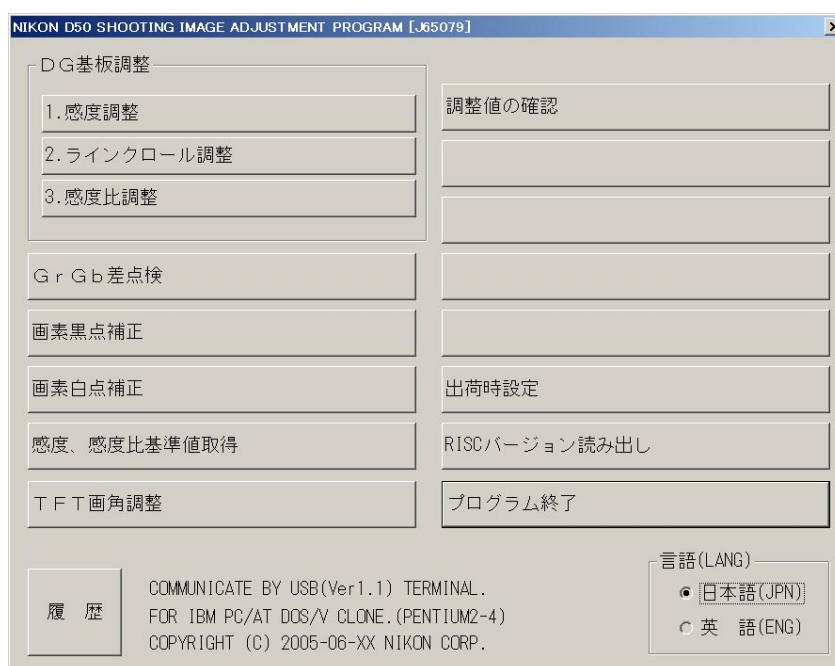 NIKON D50 SHOOTING IMAGE ADJUSTMENT PROGRAM [J65079]
DG基板調整
1.感度調整
2.ラインクロール調整
3.感度比調整
GrGb差点検
画素黒点補正
画素白点補正
感度、感度比基準値取得
TFT画角調整
調整値の確認
出荷時設定
RISCバージョン読み出し
プログラム終了
履 歴
COMMUNICATE BY USB(Ver1.1) TERMINAL.
FOR IBM PC/AT DOS/V CLONE.(PENTIUM2-4)
COPYRIGHT (C) 2005-06-XX NIKON CORP.
言語(LANG)
日本語(JPN)
英 語(ENG)